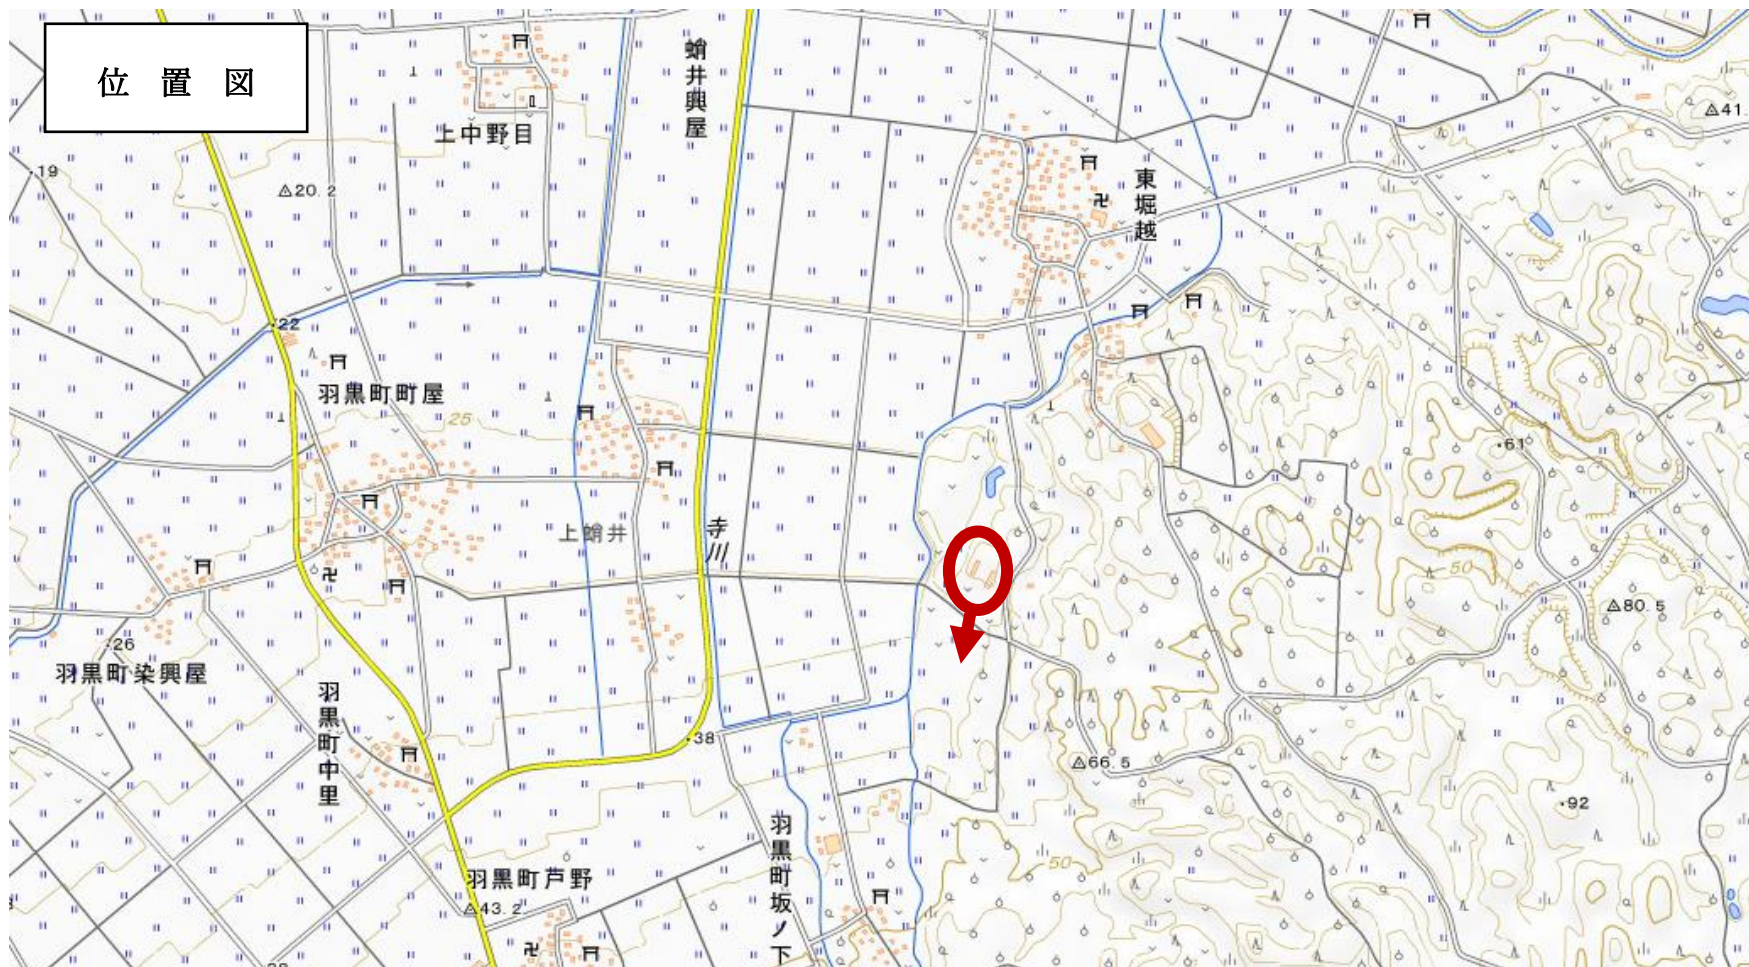 位置図
上中野目
蛸井興屋
東堀越
41.
19
20.2
22
羽黒町町屋
25
上蛸井
寺川
61
50
80.5
26
羽黒町染興屋
羽黒町中里
38
66.5
92
羽黒町坂ノ下
50
羽黒町芦野
43.2